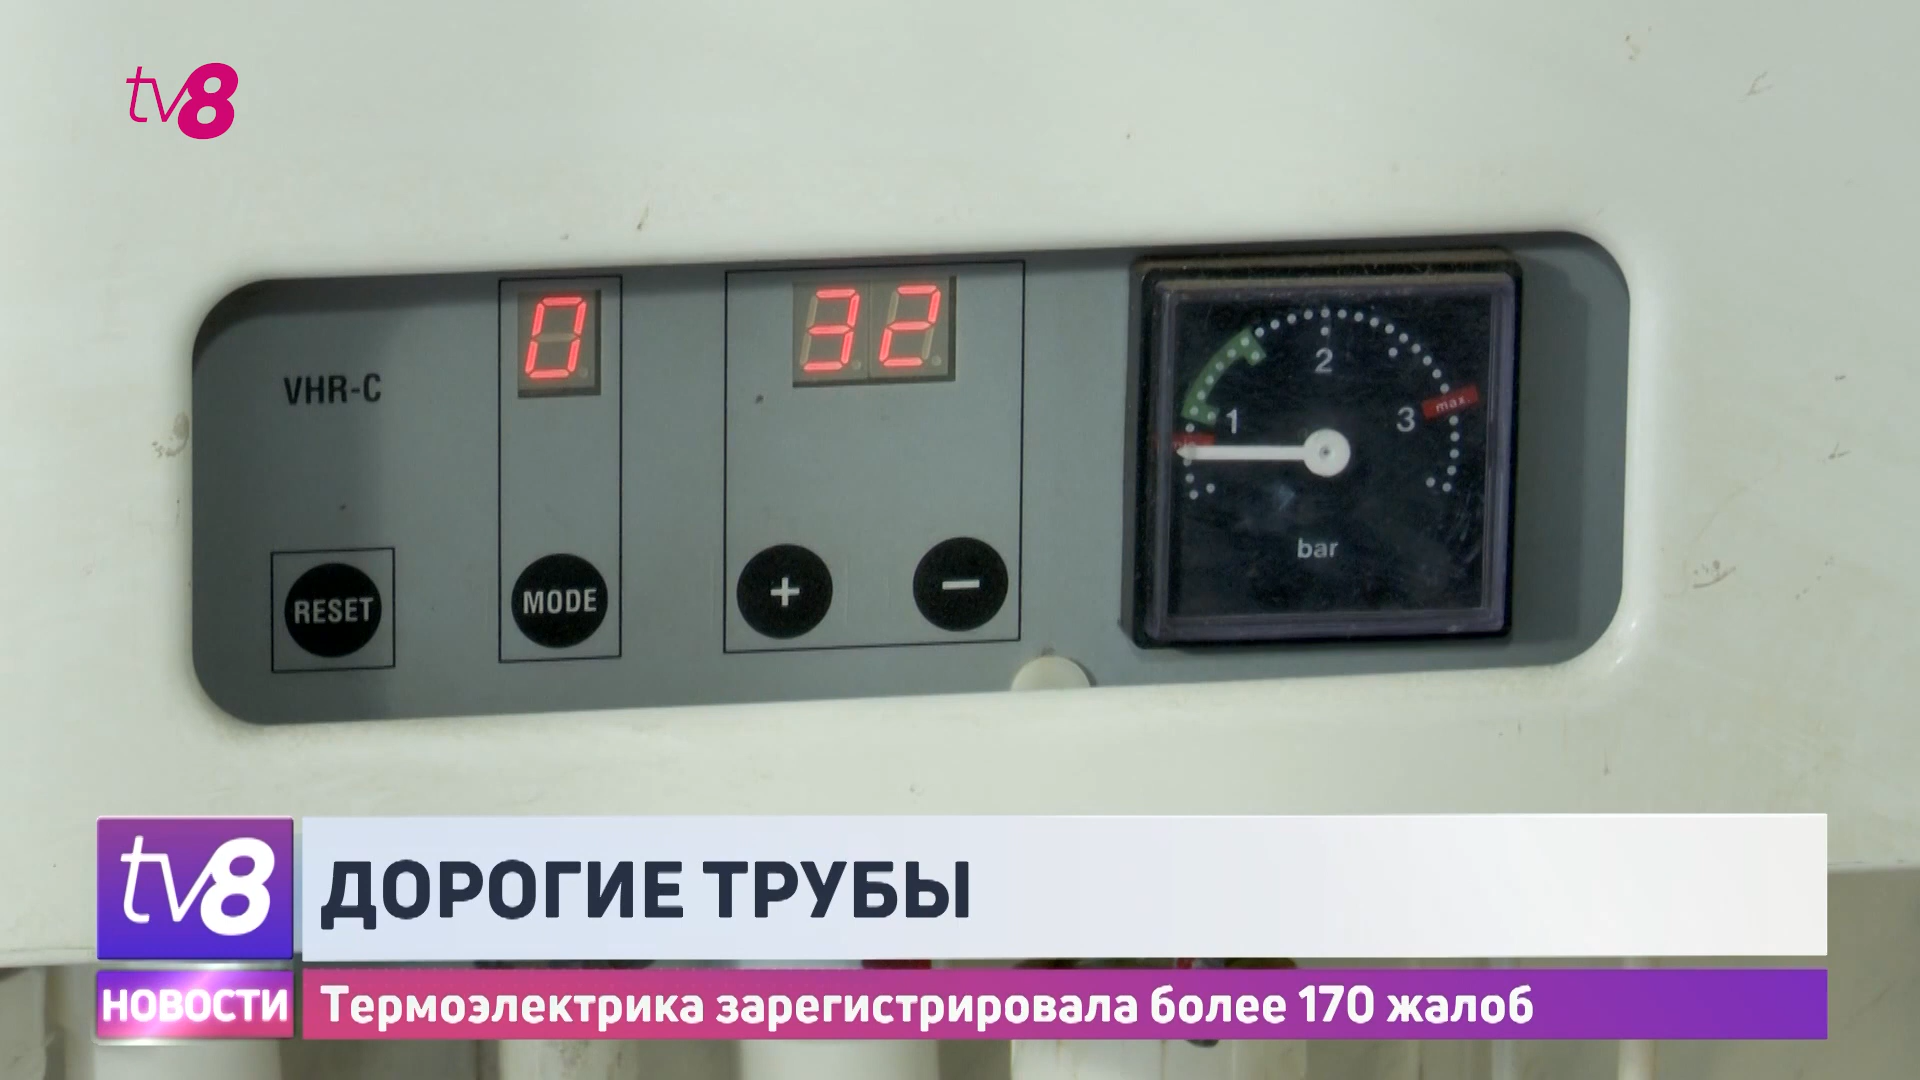 tv8
0
32
VHR-C
2
1
3
max.
bar
RESET
MODE
+
−
tv8
ДОРОГИЕ ТРУБЫ
НОВОСТИ
Термоэлектрика зарегистрировала более 170 жалоб